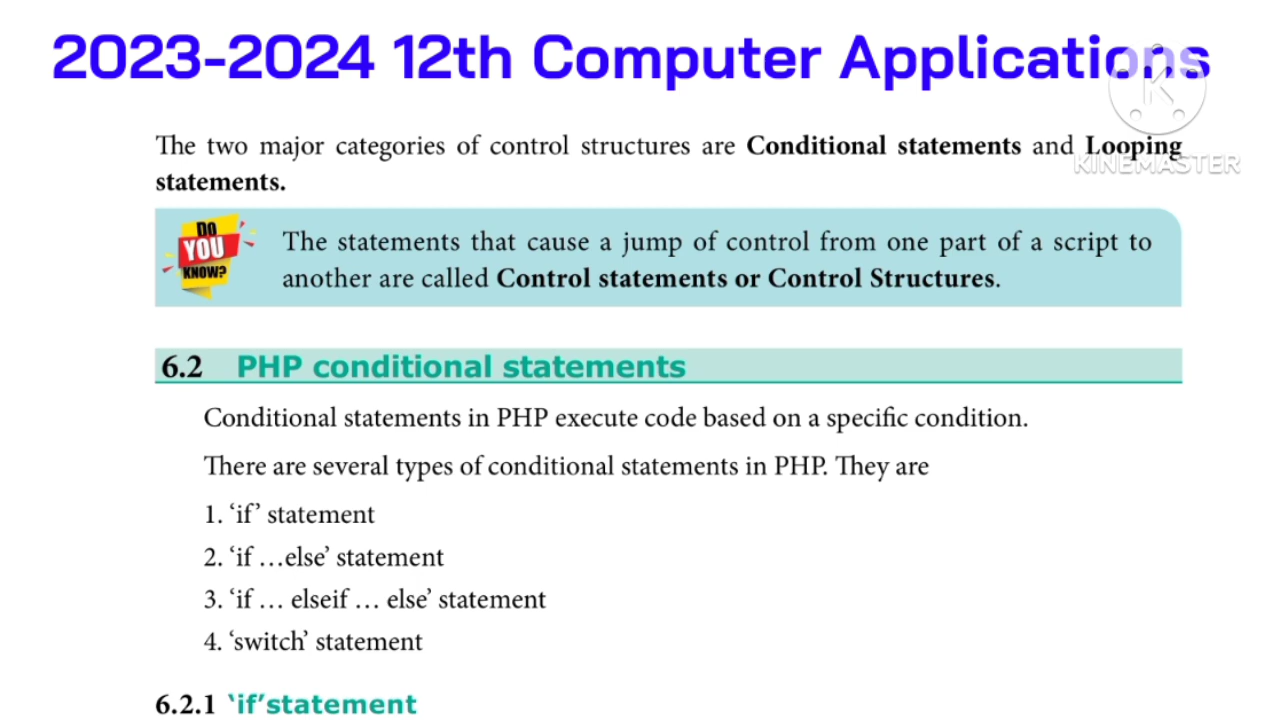 2023-2024 12th Computer Applications
The two major categories of control structures are Conditional statements and Looping
KINEMASTER
statements.
DO
YOU
KNOW?
The statements that cause a jump of control from one part of a script to
another are called Control statements or Control Structures.
6.2 PHP conditional statements
Conditional statements in PHP execute code based on a specific condition.
There are several types of conditional statements in PHP. They are
1. ‘if’ statement
2. ‘if …else’ statement
3. ‘if … elseif … else’ statement
4. ‘switch’ statement
6.2.1 ‘if’statement